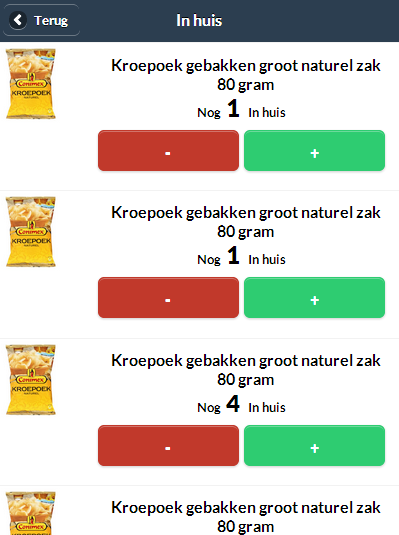 Terug
In huis
Conimex
KROEPOEK
NATUREL
Kroepoek gebakken groot naturel zak
80 gram
Nog 1 In huis
-
+
Conimex
KROEPOEK
NATUREL
Kroepoek gebakken groot naturel zak
80 gram
Nog 1 In huis
-
+
Conimex
KROEPOEK
NATUREL
Kroepoek gebakken groot naturel zak
80 gram
Nog 4 In huis
-
+
Conimex
Kroepoek gebakken groot naturel zak
80 gram